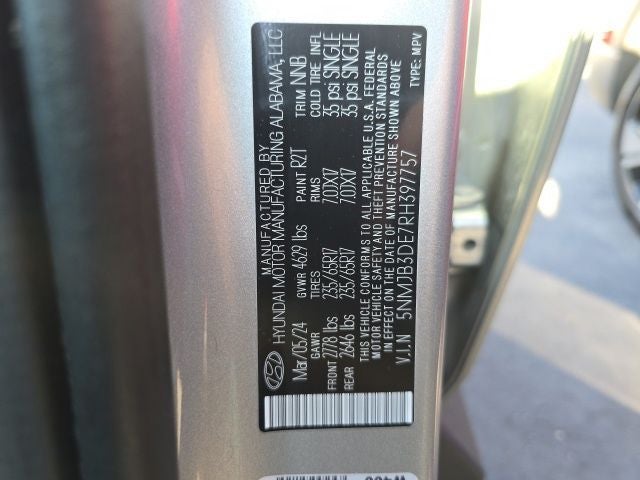 MANUFACTURED BY
HYUNDAI MOTOR MANUFACTURING ALABAMA, LLC
Mar/05/24 GVWR 4629 lbs PAINT R2T TRIM NNB
GAWR TIRES RIMS COLD TIRE INFL
FRONT 2778 lbs 235/65R17 7.0JX17 35 psi SINGLE
REAR 2646 lbs 235/65R17 7.0JX17 35 psi SINGLE
THIS VEHICLE CONFORMS TO ALL APPLICABLE U.S.A. FEDERAL
MOTOR VEHICLE SAFETY AND THEFT PREVENTION STANDARDS
IN EFFECT ON THE DATE OF MANUFACTURE SHOWN ABOVE
V.I.N 5NMJB3DE7RH397757 TYPE: MPV